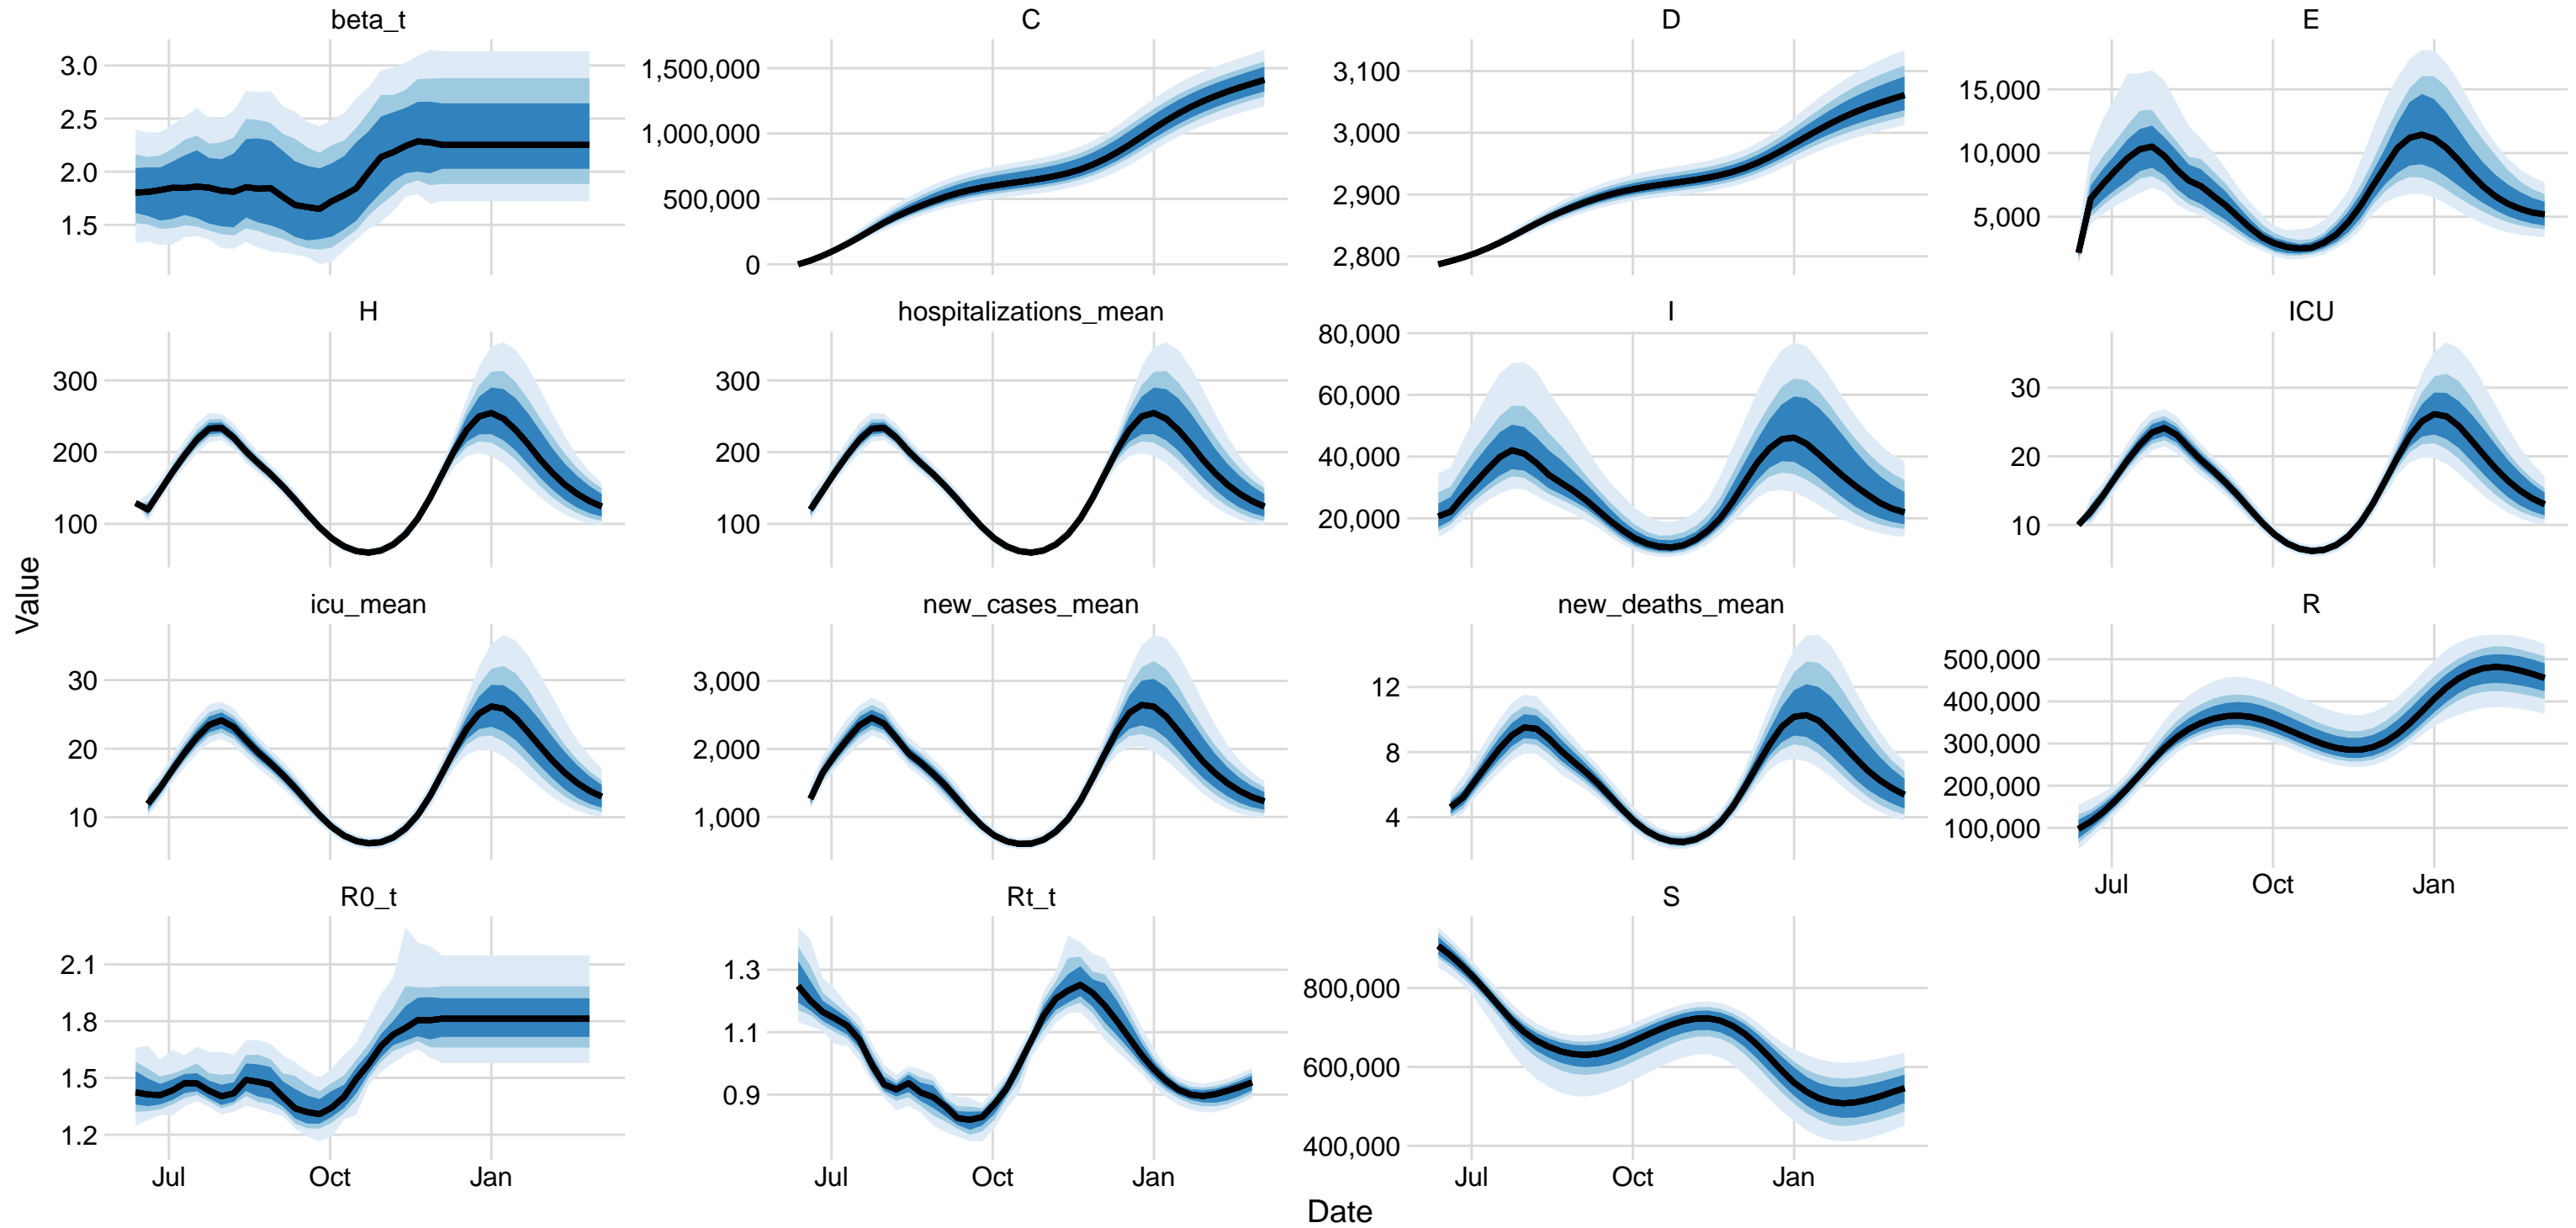 beta_t
C
D
E
3.0
2.5
2.0
1.5
1,500,000
1,000,000
500,000
0
3,100
3,000
2,900
2,800
15,000
10,000
5,000
H
hospitalizations_mean
I
ICU
300
200
100
300
200
100
80,000
60,000
40,000
20,000
30
20
10
Value
icu_mean
new_cases_mean
new_deaths_mean
R
30
20
10
3,000
2,000
1,000
12
8
4
500,000
400,000
300,000
200,000
100,000
Jul Oct Jan
R0_t
Rt_t
S
2.1
1.8
1.5
1.2
1.3
1.1
0.9
800,000
600,000
400,000
Jul Oct Jan
Jul Oct Jan
Jul Oct Jan
Date